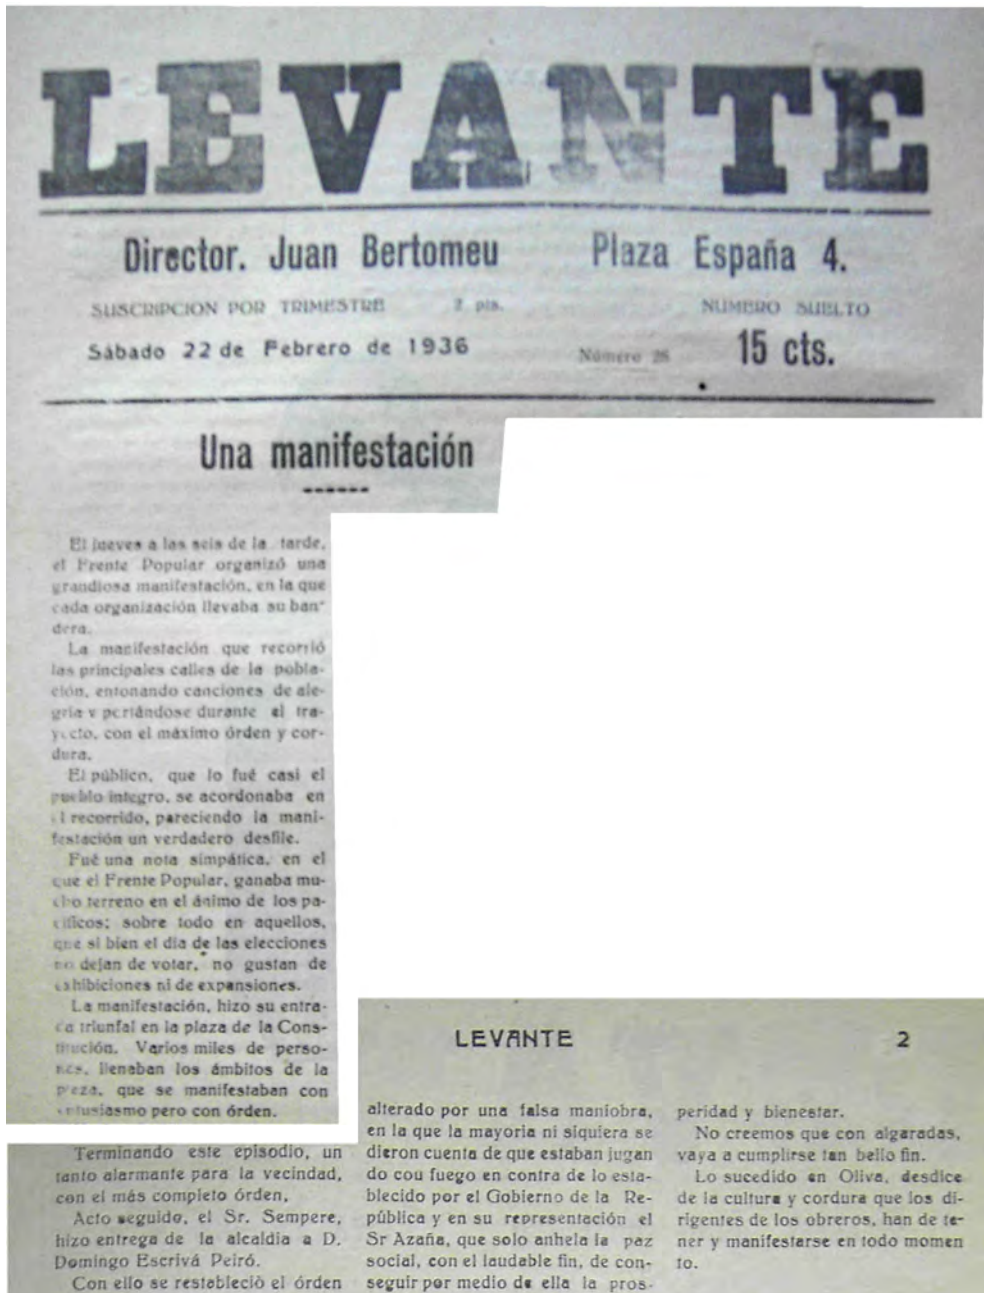 LEVANTE
Director. Juan Bertomeu Plaza España 4.
SUSCRIPCION POR TRIMESTRE 2 pts. NUMERO SUELTO
Sábado 22 de Febrero de 1936 Número 28 15 cts.
Una manifestación
El jueves a las seis de la tarde,
el Frente Popular organizó una
grandiosa manifestación, en la que
cada organización llevaba su ban-
dera.
La manifestación que recorrió
las principales calles de la pobla-
ción, entonando canciones de ale-
gria y portándose durante el tra-
yecto, con el máximo órden y cor-
dura.
El público, que lo fué casi el
pueblo integro, se acordonaba en
el recorrido, pareciendo la mani-
festación un verdadero desfile.
Fué una nota simpática, en el
que el Frente Popular, ganaba mu-
cho terreno en el ánimo de los pa-
cificos; sobre todo en aquellos,
que si bien el dia de las elecciones
no dejan de votar, no gustan de
exhibiciones ni de expansiones.
La manifestación, hizo su entra-
da triunfal en la plaza de la Cons-
titución. Varios miles de perso-
nas, llenaban los ámbitos de la
plaza, que se manifestaban con
entusiasmo pero con órden.
LEVANTE 2
Terminando este episodio, un
tanto alarmante para la vecindad,
con el más completo órden,
Acto seguido, el Sr. Sempere,
hizo entrega de la alcaldia a D.
Domingo Escrivá Peiró.
Con ello se restableciò el órden
alterado por una falsa maniobra,
en la que la mayoria ni siquiera se
dieron cuenta de que estaban jugan
do cou fuego en contra de lo esta-
blecido por el Gobierno de la Re-
pública y en su representación el
Sr Azaña, que solo anhela la paz
social, con el laudable fin, de con-
seguir por medio de ella la pros-
peridad y bienestar.
No creemos que con algaradas,
vaya a cumplirse tan bello fin.
Lo sucedido en Oliva, desdice
de la cultura y cordura que los di-
rigentes de los obreros, han de te-
ner y manifestarse en todo momen
to.